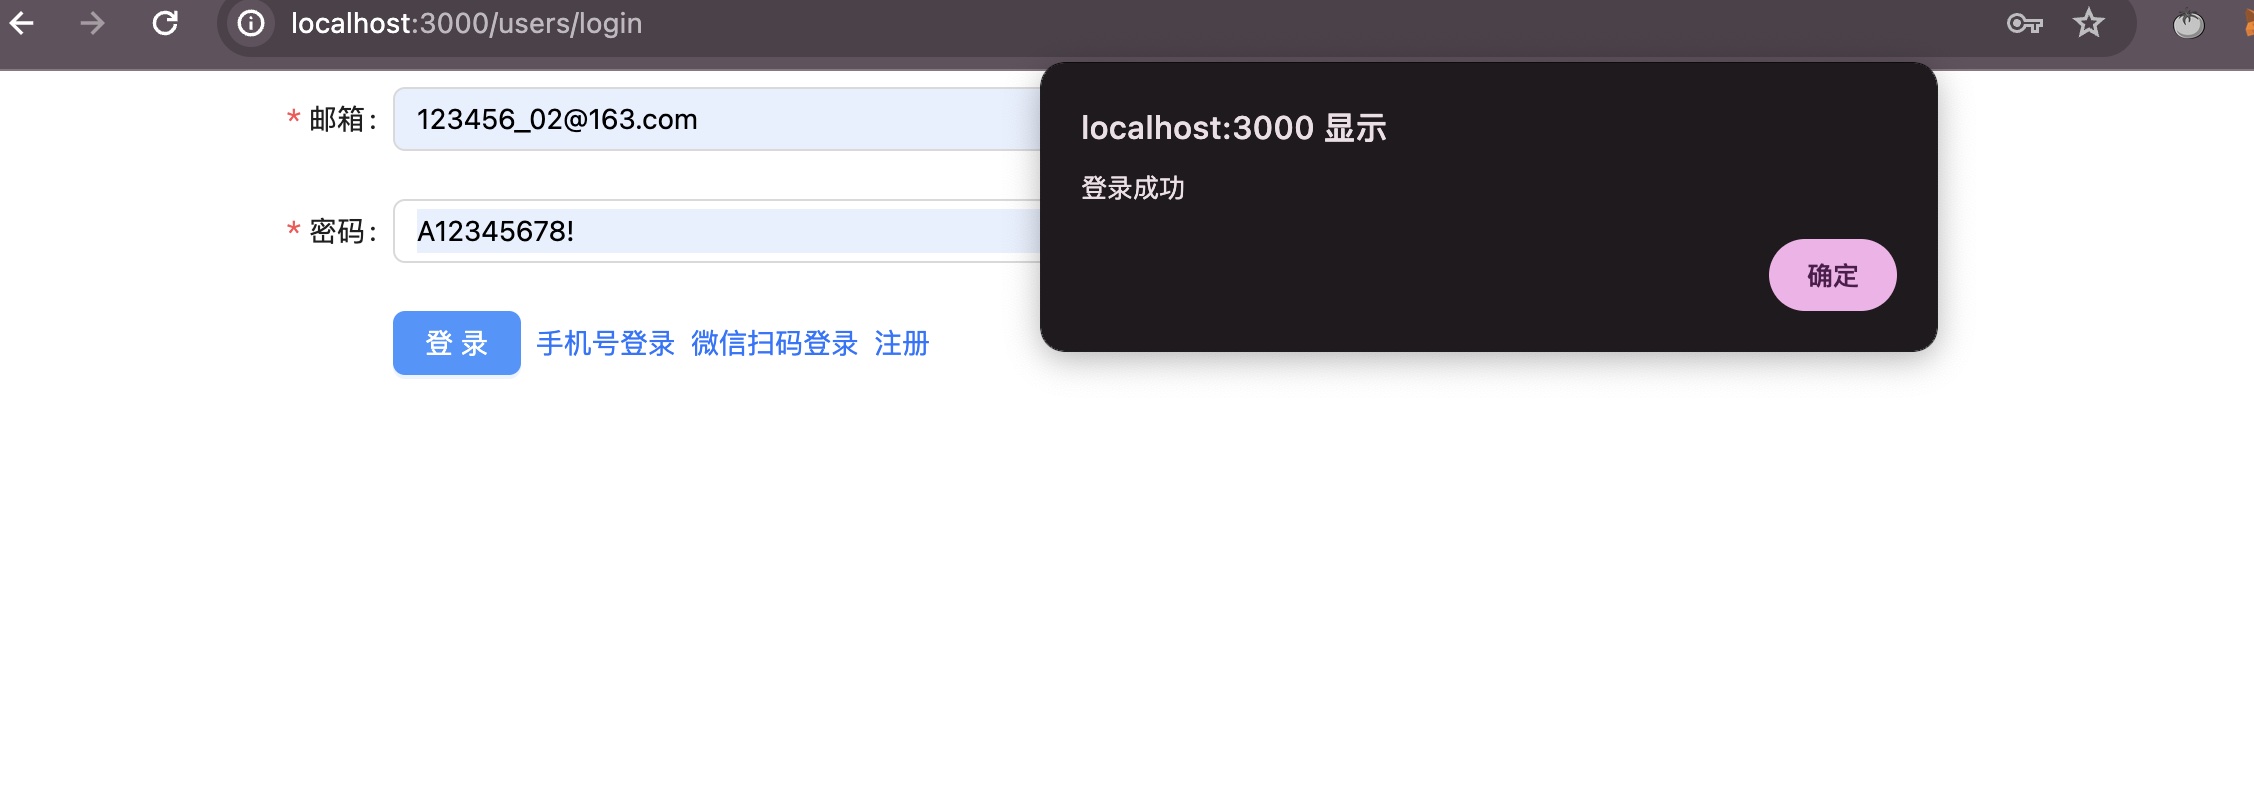 localhost:3000/users/login
* 邮箱: 123456_02@163.com
* 密码: A12345678!
登 录 手机号登录 微信扫码登录 注册
localhost:3000 显示
登录成功
确定